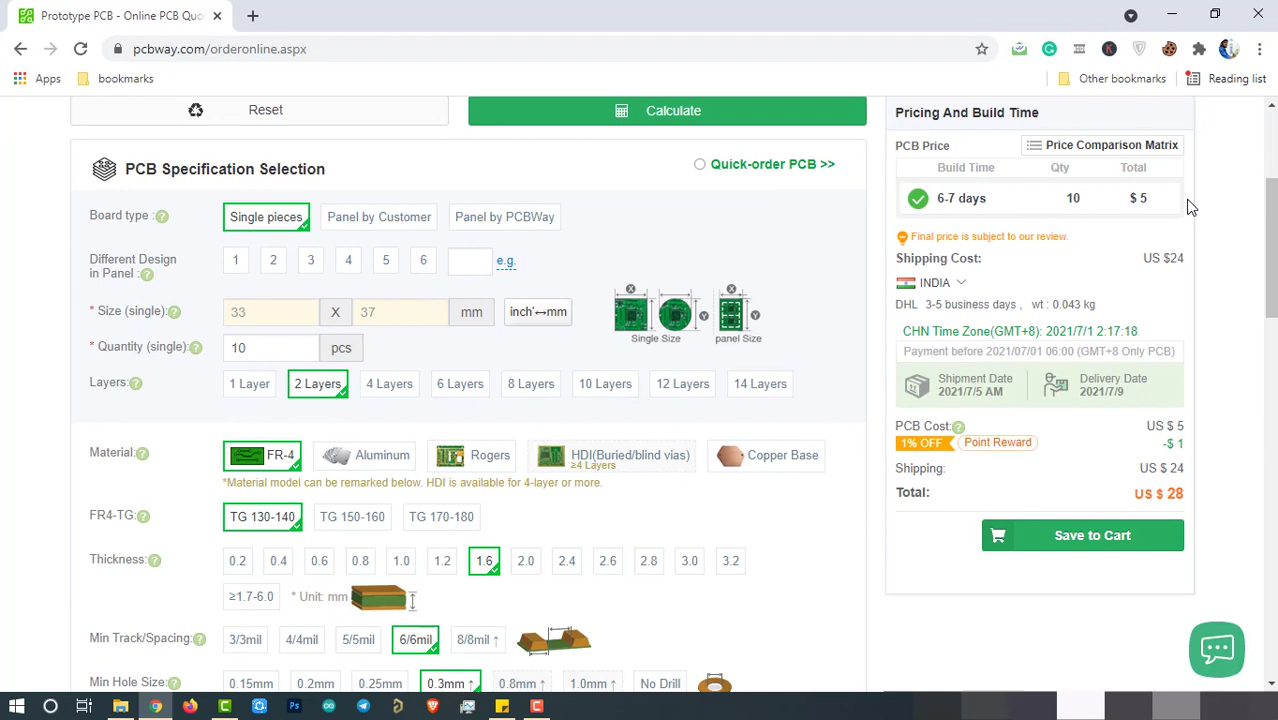 Prototype PCB - Online PCB Quo
pcbway.com/orderonline.aspx
Apps
bookmarks
Other bookmarks
Reading list
Reset
Calculate
PCB Specification Selection
Quick-order PCB >>
Board type :?
Single pieces
Panel by Customer
Panel by PCBWay
Different Design
in Panel:?
1
2
3
4
5
6
e.g.
* Size (single):?
33
X
37
mm
inch"↔mm
X
X
Y
Y
Single Size
panel Size
* Quantity (single):?
10
pcs
Layers:?
1 Layer
2 Layers
4 Layers
6 Layers
8 Layers
10 Layers
12 Layers
14 Layers
Material:?
FR-4
Aluminum
Rogers
HDI(Buried/blind vias)
≥4 Layers
Copper Base
*Material model can be remarked below. HDI is available for 4-layer or more.
FR4-TG:?
TG 130-140
TG 150-160
TG 170-180
Thickness:?
0.2
0.4
0.6
0.8
1.0
1.2
1.6
2.0
2.4
2.6
2.8
3.0
3.2
≥1.7-6.0
* Unit: mm
Min Track/Spacing:?
3/3mil
4/4mil
5/5mil
6/6mil
8/8mil ↑
Min Hole Size:?
0.15mm
0.2mm
0.25mm
0.3mm ↑
0.8mm ↑
1.0mm ↑
No Drill
Pricing And Build Time
PCB Price
Price Comparison Matrix
Build Time
Qty
Total
6-7 days
10
$ 5
Final price is subject to our review.
Shipping Cost:
US $24
INDIA
DHL 3-5 business days , wt : 0.043 kg
CHN Time Zone(GMT+8): 2021/7/1 2:17:18
Payment before 2021/07/01 06:00 (GMT+8 Only PCB)
Shipment Date
2021/7/5 AM
Delivery Date
2021/7/9
PCB Cost:?
US $ 5
1% OFF
Point Reward
-$ 1
Shipping:
US $ 24
Total:
US $ 28
Save to Cart